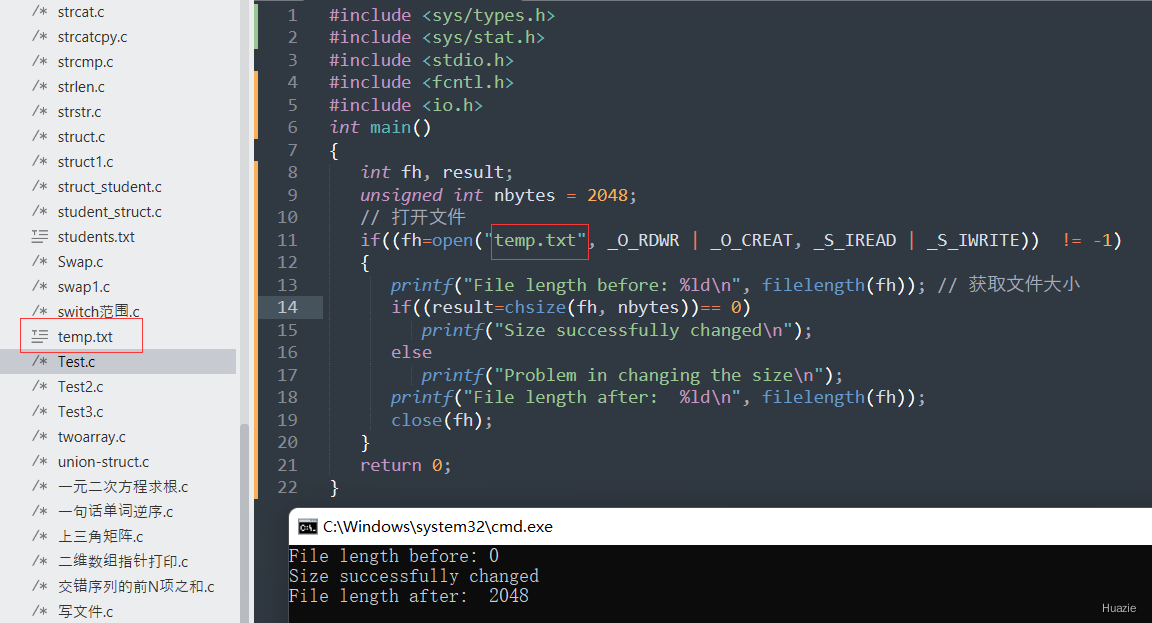 /* strcat.c
/* strcatcpy.c
/* strcmp.c
/* strlen.c
/* strstr.c
/* struct.c
/* struct1.c
/* struct_student.c
/* student_struct.c
students.txt
/* Swap.c
/* swap1.c
/* switch范围.c
temp.txt
/* Test.c
/* Test2.c
/* Test3.c
/* twoarray.c
/* union-struct.c
/* 一元二次方程求根.c
/* 一句话单词逆序.c
/* 上三角矩阵.c
/* 二维数组指针打印.c
/* 交错序列的前N项之和.c
/* 写文件.c
1 #include <sys/types.h>
2 #include <sys/stat.h>
3 #include <stdio.h>
4 #include <fcntl.h>
5 #include <io.h>
6 int main()
7 {
8 int fh, result;
9 unsigned int nbytes = 2048;
10 // 打开文件
11 if((fh=open("temp.txt", _O_RDWR | _O_CREAT, _S_IREAD | _S_IWRITE))  != -1)
12 {
13 printf("File length before: %ld\n", filelength(fh)); // 获取文件大小
14 if((result=chsize(fh, nbytes))== 0)
15 printf("Size successfully changed\n");
16 else
17 printf("Problem in changing the size\n");
18 printf("File length after:  %ld\n", filelength(fh));
19 close(fh);
20 }
21 return 0;
22 }
C:\Windows\system32\cmd.exe
File length before: 0
Size successfully changed
File length after:  2048
Huazie